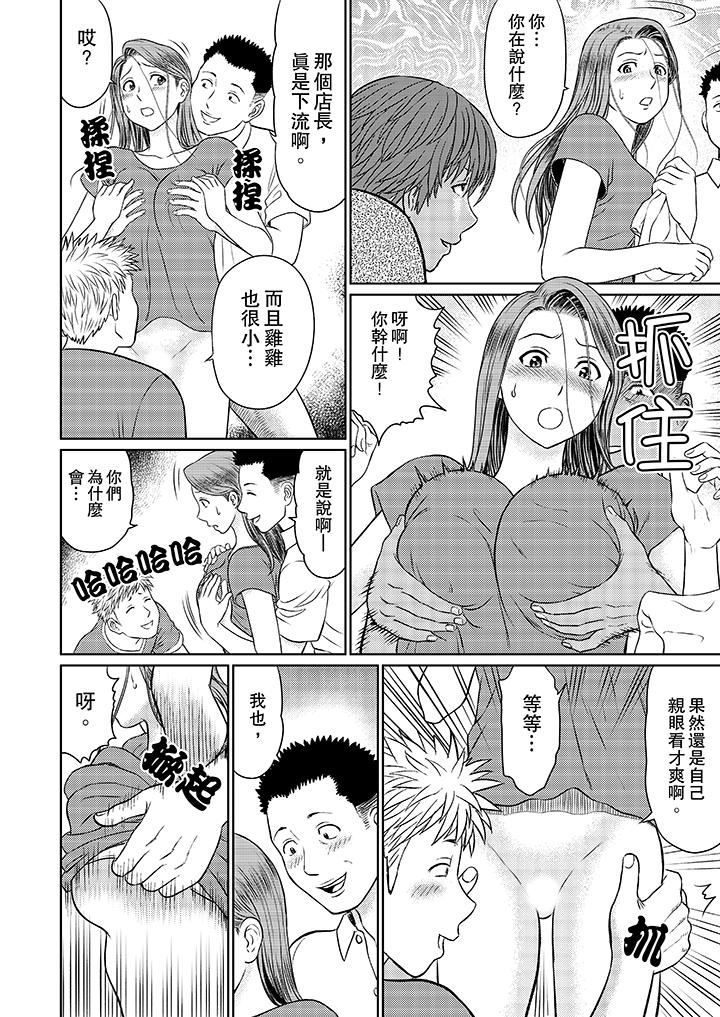 你…
你在說什麼？
呀啊！
你幹什麼！
抓住
那個店長，
眞是下流啊。
哎？
揉捏
揉捏
而且雞雞
也很小…
就是說啊—
你們
為什麼
會…
哈哈哈哈
果然還是自己
親眼看才爽啊。
等等…
抓
我也，
呀。
掀起